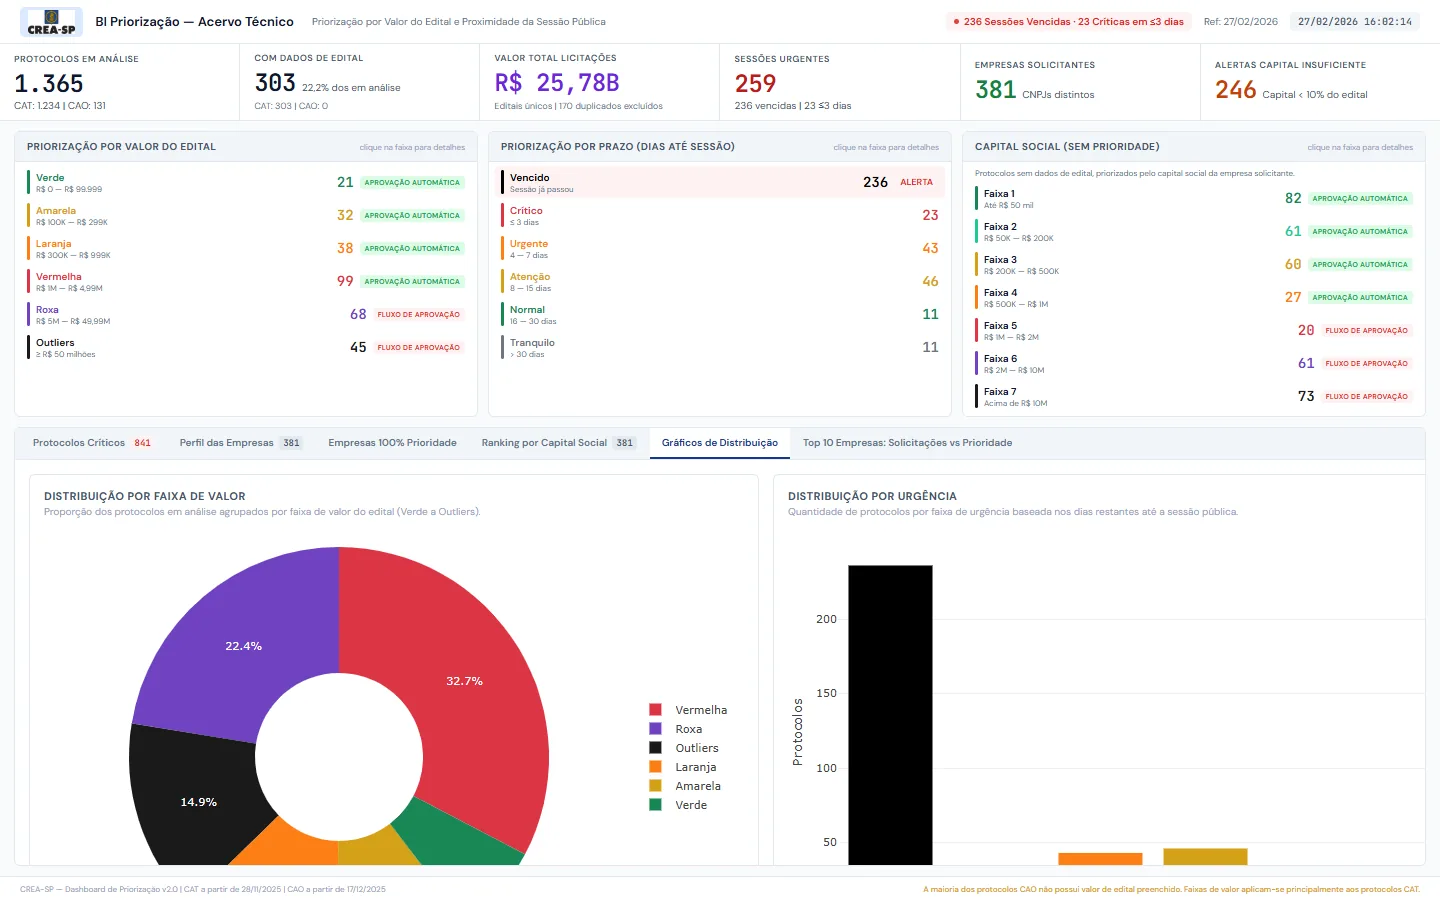 CREA-SP
BI Priorização — Acervo Técnico
Priorização por Valor do Edital e Proximidade da Sessão Pública
236 Sessões Vencidas · 23 Críticas em ≤3 dias
Ref: 27/02/2026
27/02/2026 16:02:14
PROTOCOLOS EM ANÁLISE
1.365
CAT: 1.234 | CAO: 131
COM DADOS DE EDITAL
303 22,2% dos em análise
CAT: 303 | CAO: 0
VALOR TOTAL LICITAÇÕES
R$ 25,78B
Editais únicos | 170 duplicados excluídos
SESSÕES URGENTES
259
236 vencidas | 23 ≤3 dias
EMPRESAS SOLICITANTES
381 CNPJs distintos
ALERTAS CAPITAL INSUFICIENTE
246 Capital < 10% do edital
PRIORIZAÇÃO POR VALOR DO EDITAL
clique na faixa para detalhes
Verde
R$ 0 — R$ 99.999
21 APROVAÇÃO AUTOMÁTICA
Amarela
R$ 100K — R$ 299K
32 APROVAÇÃO AUTOMÁTICA
Laranja
R$ 300K — R$ 999K
38 APROVAÇÃO AUTOMÁTICA
Vermelha
R$ 1M — R$ 4,99M
99 APROVAÇÃO AUTOMÁTICA
Roxa
R$ 5M — R$ 49,99M
68 FLUXO DE APROVAÇÃO
Outliers
≥ R$ 50 milhões
45 FLUXO DE APROVAÇÃO
PRIORIZAÇÃO POR PRAZO (DIAS ATÉ SESSÃO)
clique na faixa para detalhes
Vencido
Sessão já passou
236 ALERTA
Crítico
≤ 3 dias
23
Urgente
4 — 7 dias
43
Atenção
8 — 15 dias
46
Normal
16 — 30 dias
11
Tranquilo
> 30 dias
11
CAPITAL SOCIAL (SEM PRIORIDADE)
clique na faixa para detalhes
Protocolos sem dados de edital, priorizados pelo capital social da empresa solicitante.
Faixa 1
Até R$ 50 mil
82 APROVAÇÃO AUTOMÁTICA
Faixa 2
R$ 50K — R$ 200K
61 APROVAÇÃO AUTOMÁTICA
Faixa 3
R$ 200K — R$ 500K
60 APROVAÇÃO AUTOMÁTICA
Faixa 4
R$ 500K — R$ 1M
27 APROVAÇÃO AUTOMÁTICA
Faixa 5
R$ 1M — R$ 2M
20 FLUXO DE APROVAÇÃO
Faixa 6
R$ 2M — R$ 10M
61 FLUXO DE APROVAÇÃO
Faixa 7
Acima de R$ 10M
73 FLUXO DE APROVAÇÃO
Protocolos Críticos 841
Perfil das Empresas 381
Empresas 100% Prioridade
Ranking por Capital Social 381
Gráficos de Distribuição
Top 10 Empresas: Solicitações vs Prioridade
DISTRIBUIÇÃO POR FAIXA DE VALOR
Proporção dos protocolos em análise agrupados por faixa de valor do edital (Verde a Outliers).
22.4%
32.7%
14.9%
Vermelha
Roxa
Outliers
Laranja
Amarela
Verde
DISTRIBUIÇÃO POR URGÊNCIA
Quantidade de protocolos por faixa de urgência baseada nos dias restantes até a sessão pública.
Protocolos
200
150
100
50
CREA-SP — Dashboard de Priorização v2.0 | CAT a partir de 28/11/2025 | CAO a partir de 17/12/2025
A maioria dos protocolos CAO não possui valor de edital preenchido. Faixas de valor aplicam-se principalmente aos protocolos CAT.